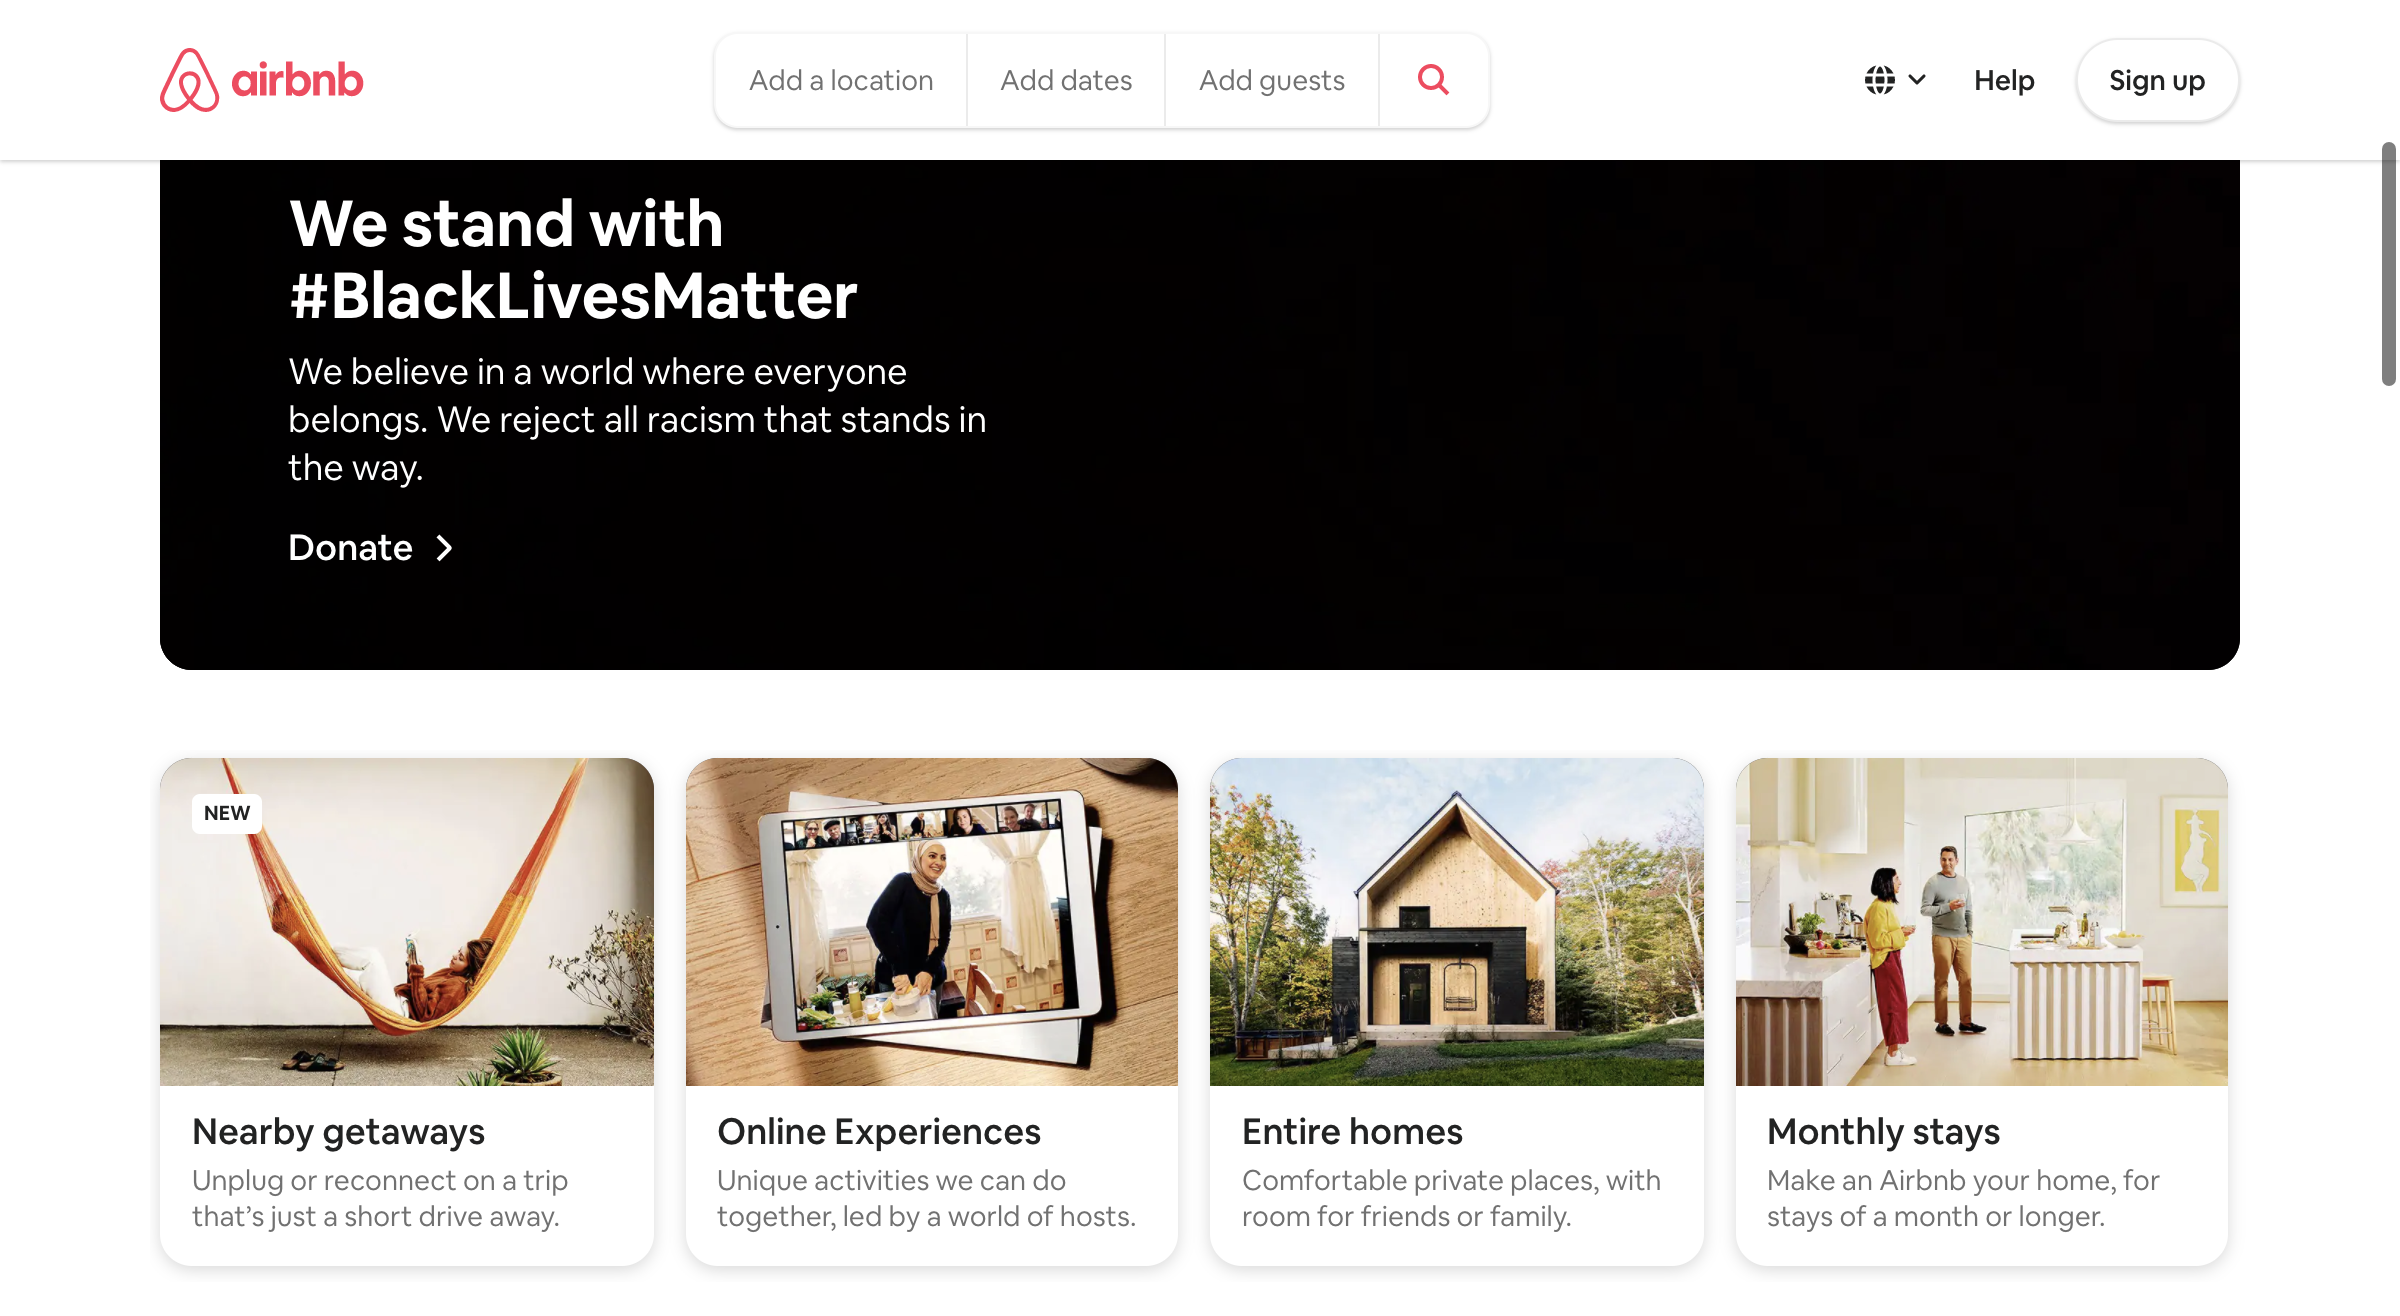 airbnb
Add a location
Add dates
Add guests
Help
Sign up
We stand with
#BlackLivesMatter
We believe in a world where everyone
belongs. We reject all racism that stands in
the way.
Donate
NEW
Nearby getaways
Unplug or reconnect on a trip
that’s just a short drive away.
Online Experiences
Unique activities we can do
together, led by a world of hosts.
Entire homes
Comfortable private places, with
room for friends or family.
Monthly stays
Make an Airbnb your home, for
stays of a month or longer.